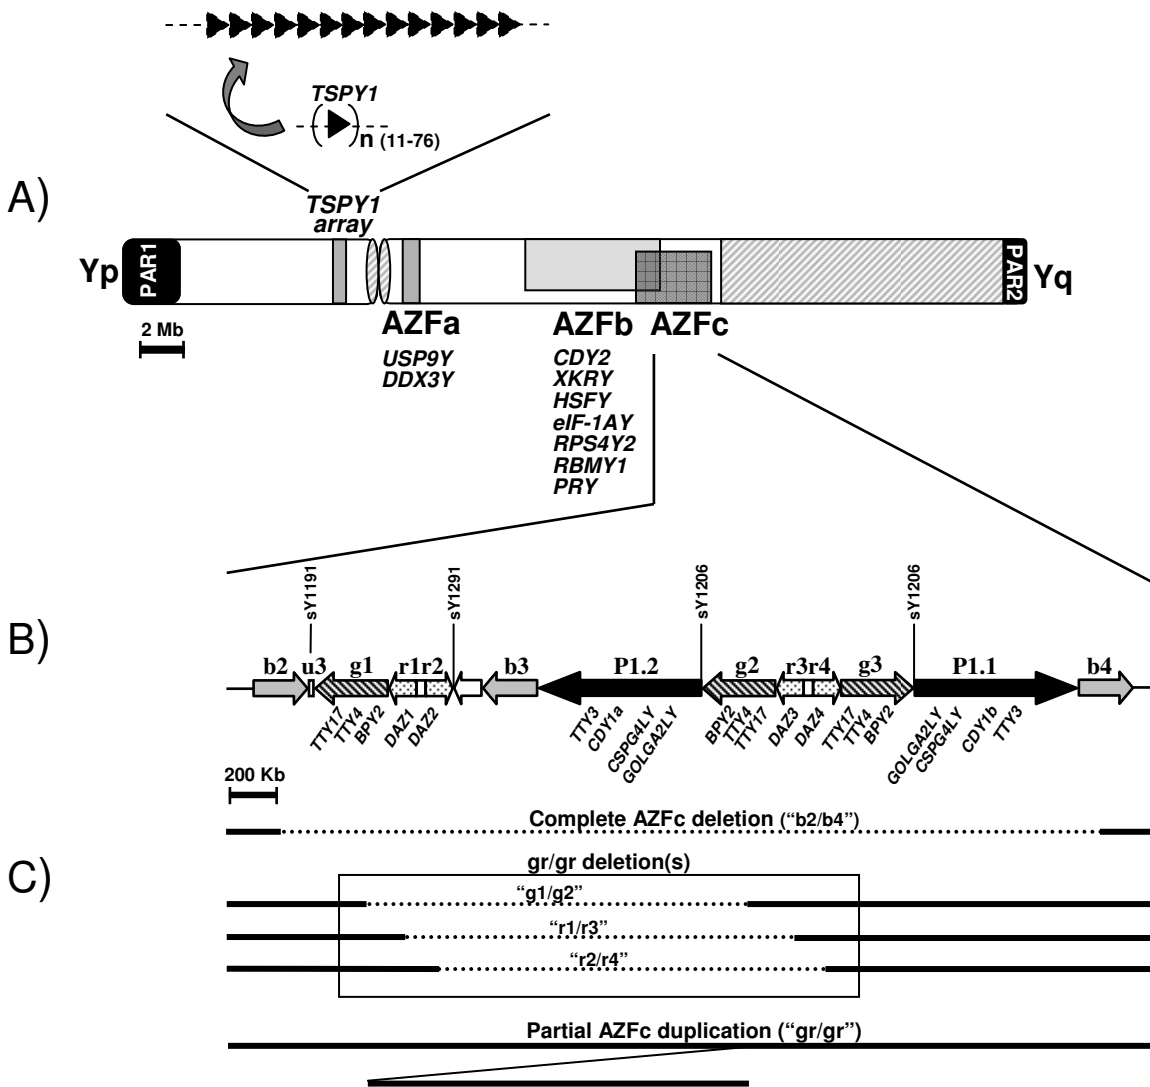 TSPY1
n (11-76)
A)
TSPY1
array
Yp
PAR1
PAR2
Yq
2 Mb
AZFa
AZFb
AZFc
USP9Y
DDX3Y
CDY2
XKRY
HSFY
eIF-1AY
RPS4Y2
RBMY1
PRY
B)
sY1191
sY1291
sY1206
sY1206
b2 u3 g1 r1r2 b3 P1.2 g2 r3r4 g3 P1.1 b4
TTY17
TTY4
BPY2
DAZ1
DAZ2
TTY3
CDY1a
CSPG4LY
GOLGA2LY
BPY2
TTY4
TTY17
DAZ3
DAZ4
TTY17
TTY4
BPY2
GOLGA2LY
CSPG4LY
CDY1b
TTY3
200 Kb
Complete AZFc deletion (“b2/b4”)
C)
gr/gr deletion(s)
“g1/g2”
“r1/r3”
“r2/r4”
Partial AZFc duplication (“gr/gr”)